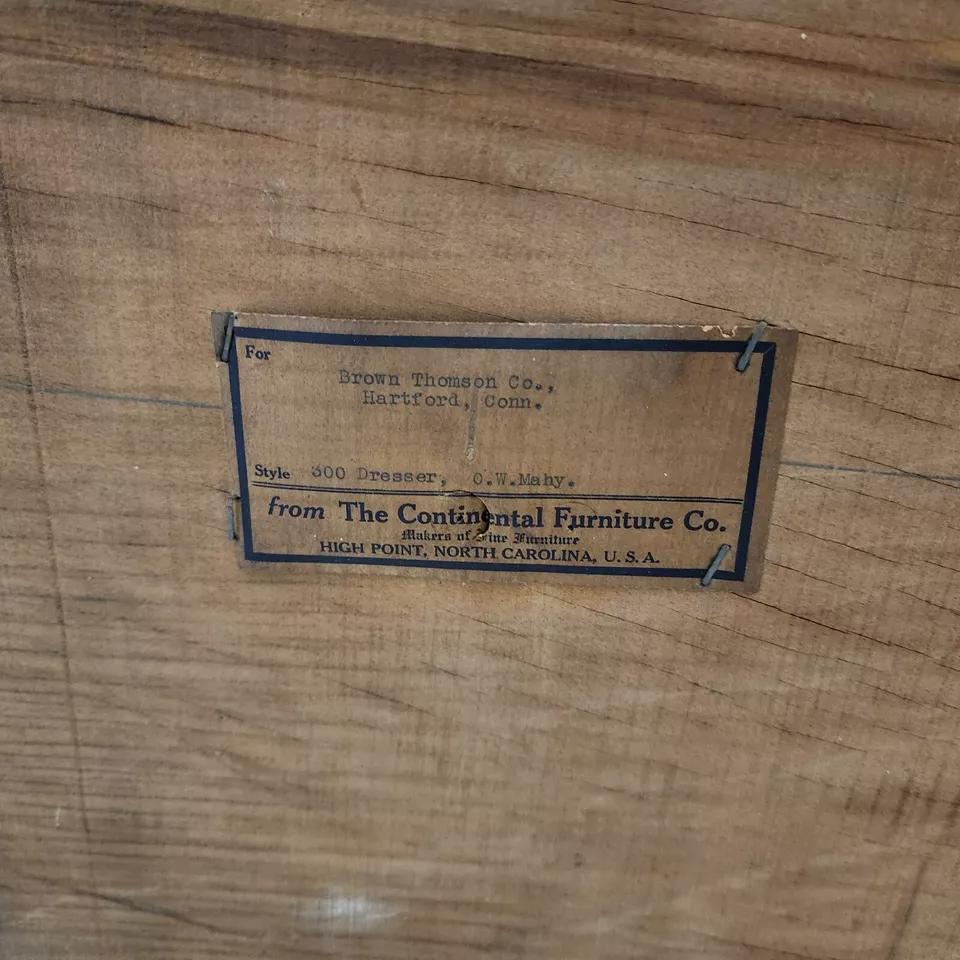 For
Brown Thomson Co.,
Hartford, Conn.
Style 300 Dresser, O.W.Mahy.
from The Continental Furniture Co.
Makers of Fine Furniture
HIGH POINT, NORTH CAROLINA, U. S. A.